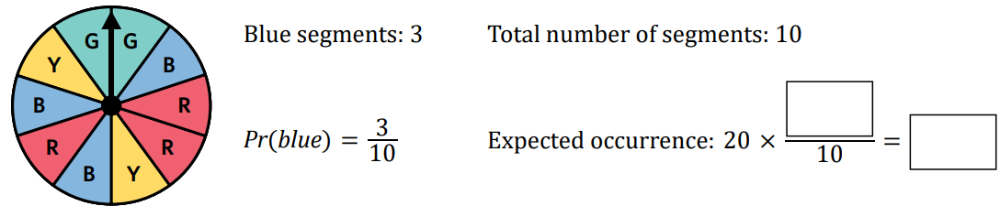 G G
Y B
B R
R R
B Y
Blue segments: 3
Total number of segments: 10
Pr(blue) = 3/10
Expected occurrence: 20 × /10 =